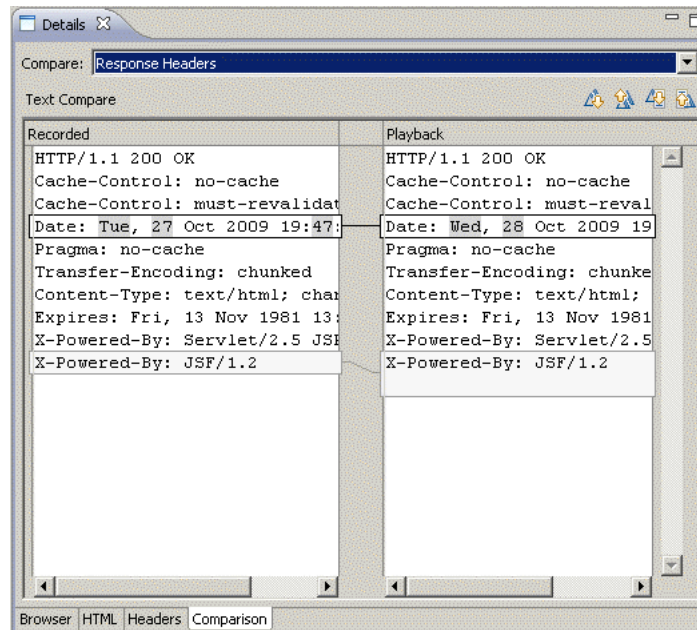 Details
Compare: Response Headers
Text Compare
Recorded
HTTP/1.1 200 OK
Cache-Control: no-cache
Cache-Control: must-revalidat
Date: Tue, 27 Oct 2009 19:47:
Pragma: no-cache
Transfer-Encoding: chunked
Content-Type: text/html; char
Expires: Fri, 13 Nov 1981 13:
X-Powered-By: Servlet/2.5 JSF
X-Powered-By: JSF/1.2
Playback
HTTP/1.1 200 OK
Cache-Control: no-cache
Cache-Control: must-reval
Date: Wed, 28 Oct 2009 19
Pragma: no-cache
Transfer-Encoding: chunke
Content-Type: text/html;
Expires: Fri, 13 Nov 1981
X-Powered-By: Servlet/2.5
X-Powered-By: JSF/1.2
Browser HTML Headers Comparison